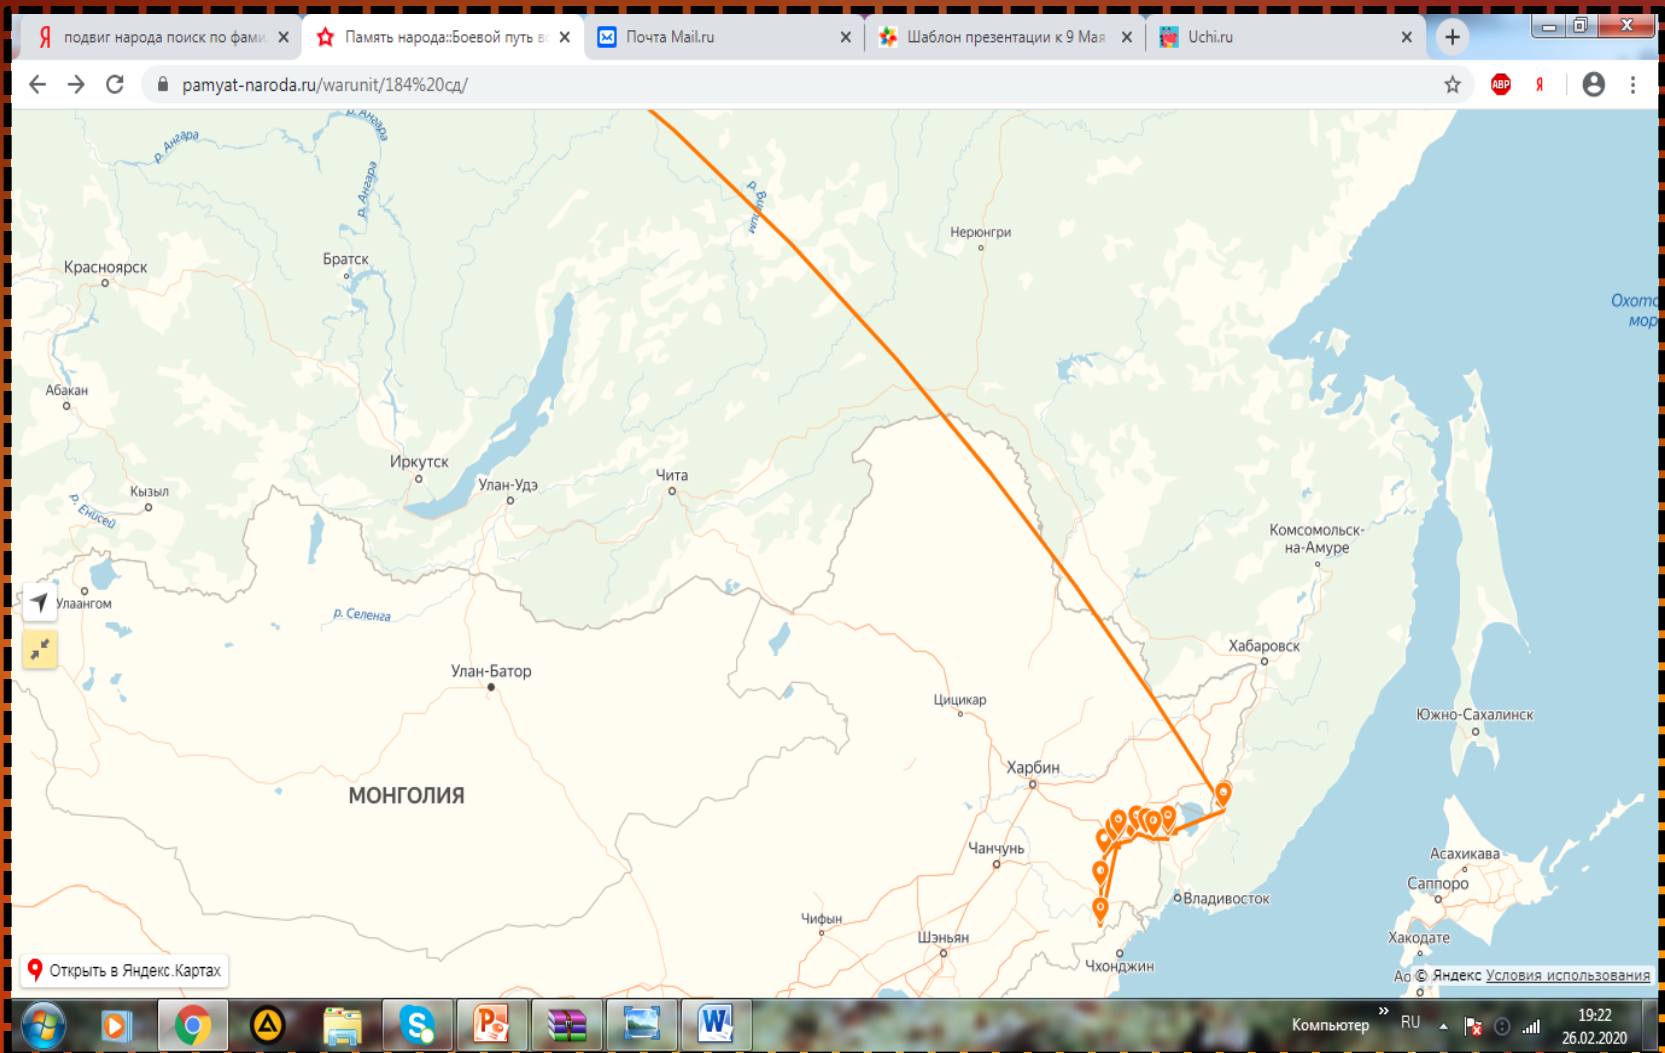 Я подвиг народа поиск по фами
Память народа::Боевой путь во
Почта Mail.ru
Шаблон презентации к 9 Мая
Uchi.ru
pamyat-naroda.ru/warunit/184%20сд/
ABP
Я
р. Ангара
р. Ангара
р. Ангара
р. Витим
Нерюнгри
Красноярск
Братск
Охотс
мор
Абакан
Иркутск
Улан-Удэ
Чита
Кызыл
р. Енисей
Комсомольск-
на-Амуре
Улаангом
р. Селенга
Хабаровск
Улан-Батор
Цицикар
Южно-Сахалинск
Харбин
МОНГОЛИЯ
Чанчунь
Асахикава
Саппоро
Владивосток
Чифын
Шэньян
Хакодате
Чхонджин
Открыть в Яндекс.Картах
Ао
© Яндекс Условия использования
Компьютер
»
RU
19:22
26.02.2020